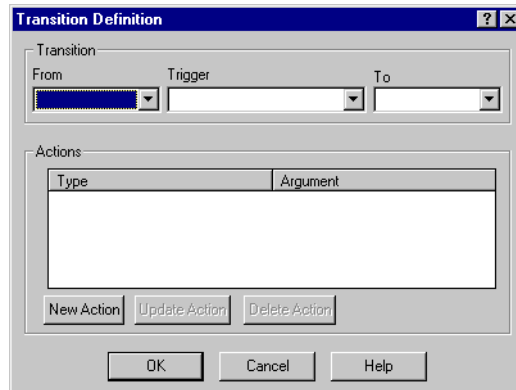 Transition Definition
Transition
From Trigger To
Actions
Type Argument
New Action Update Action Delete Action
OK Cancel Help